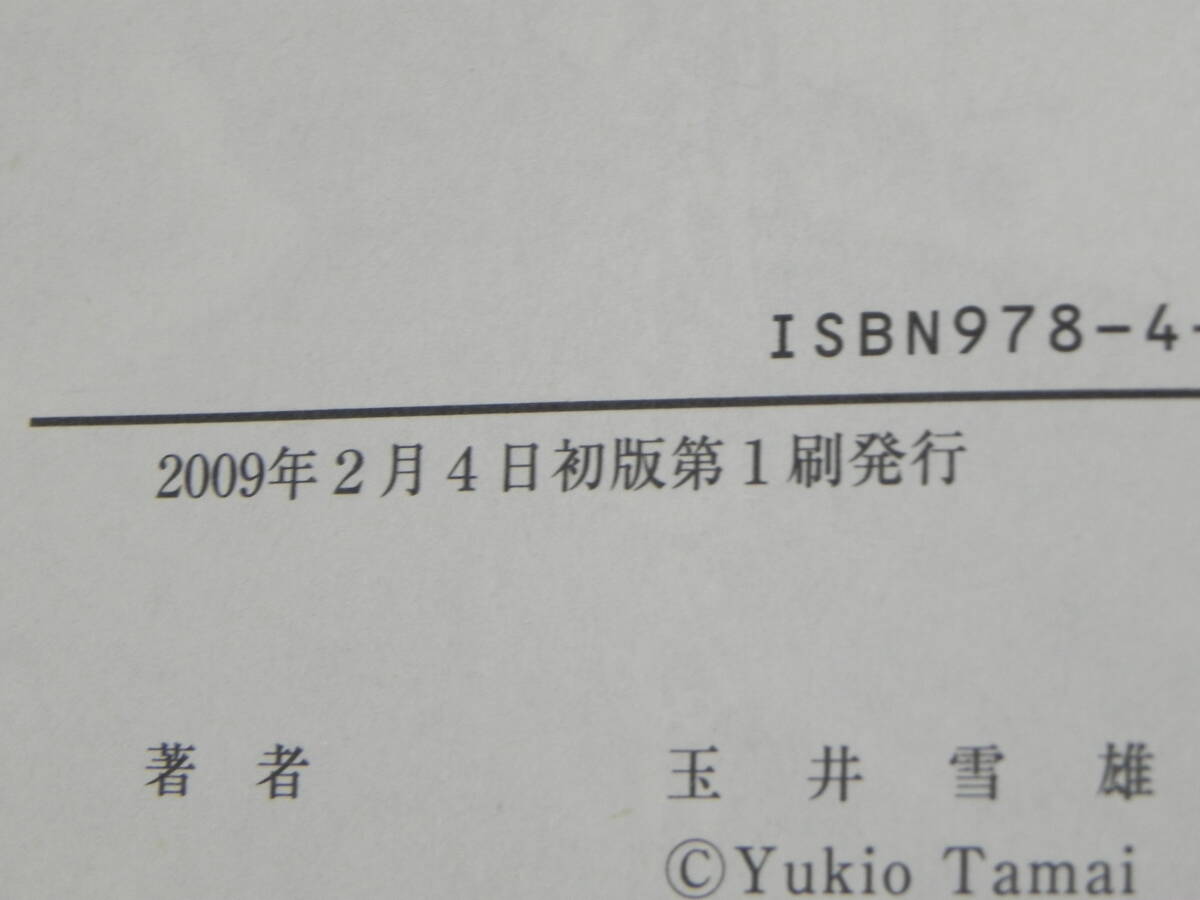 ISBN978-4-
2009年2月4日初版第1刷発行
著者 玉井雪雄
©Yukio Tamai